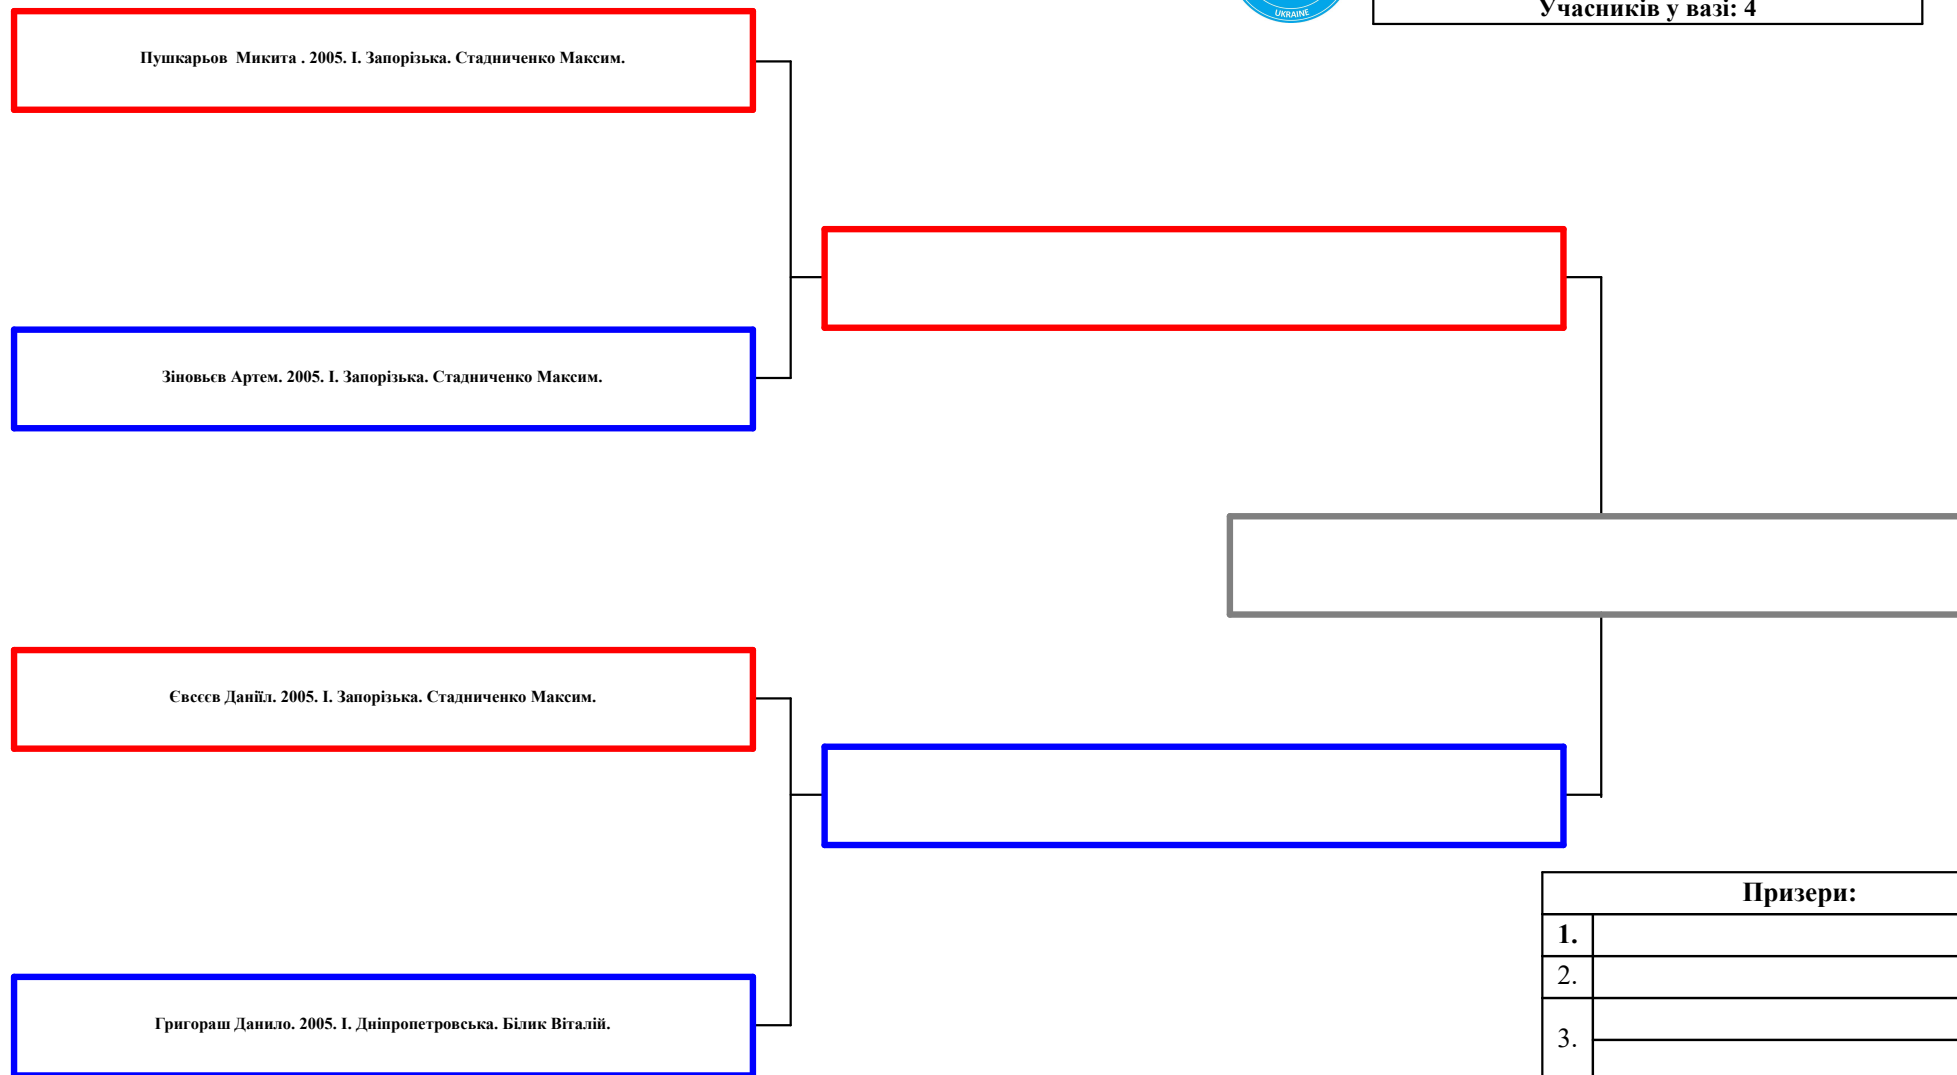 UKRAINE
Учасників у вазі: 4
Пушкарьов Микита . 2005. І. Запорізька. Стадниченко Максим.
Зіновьєв Артем. 2005. І. Запорізька. Стадниченко Максим.
Євсєєв Даніїл. 2005. І. Запорізька. Стадниченко Максим.
Григораш Данило. 2005. І. Дніпропетровська. Білик Віталій.
Призери:
1.
2.
3.